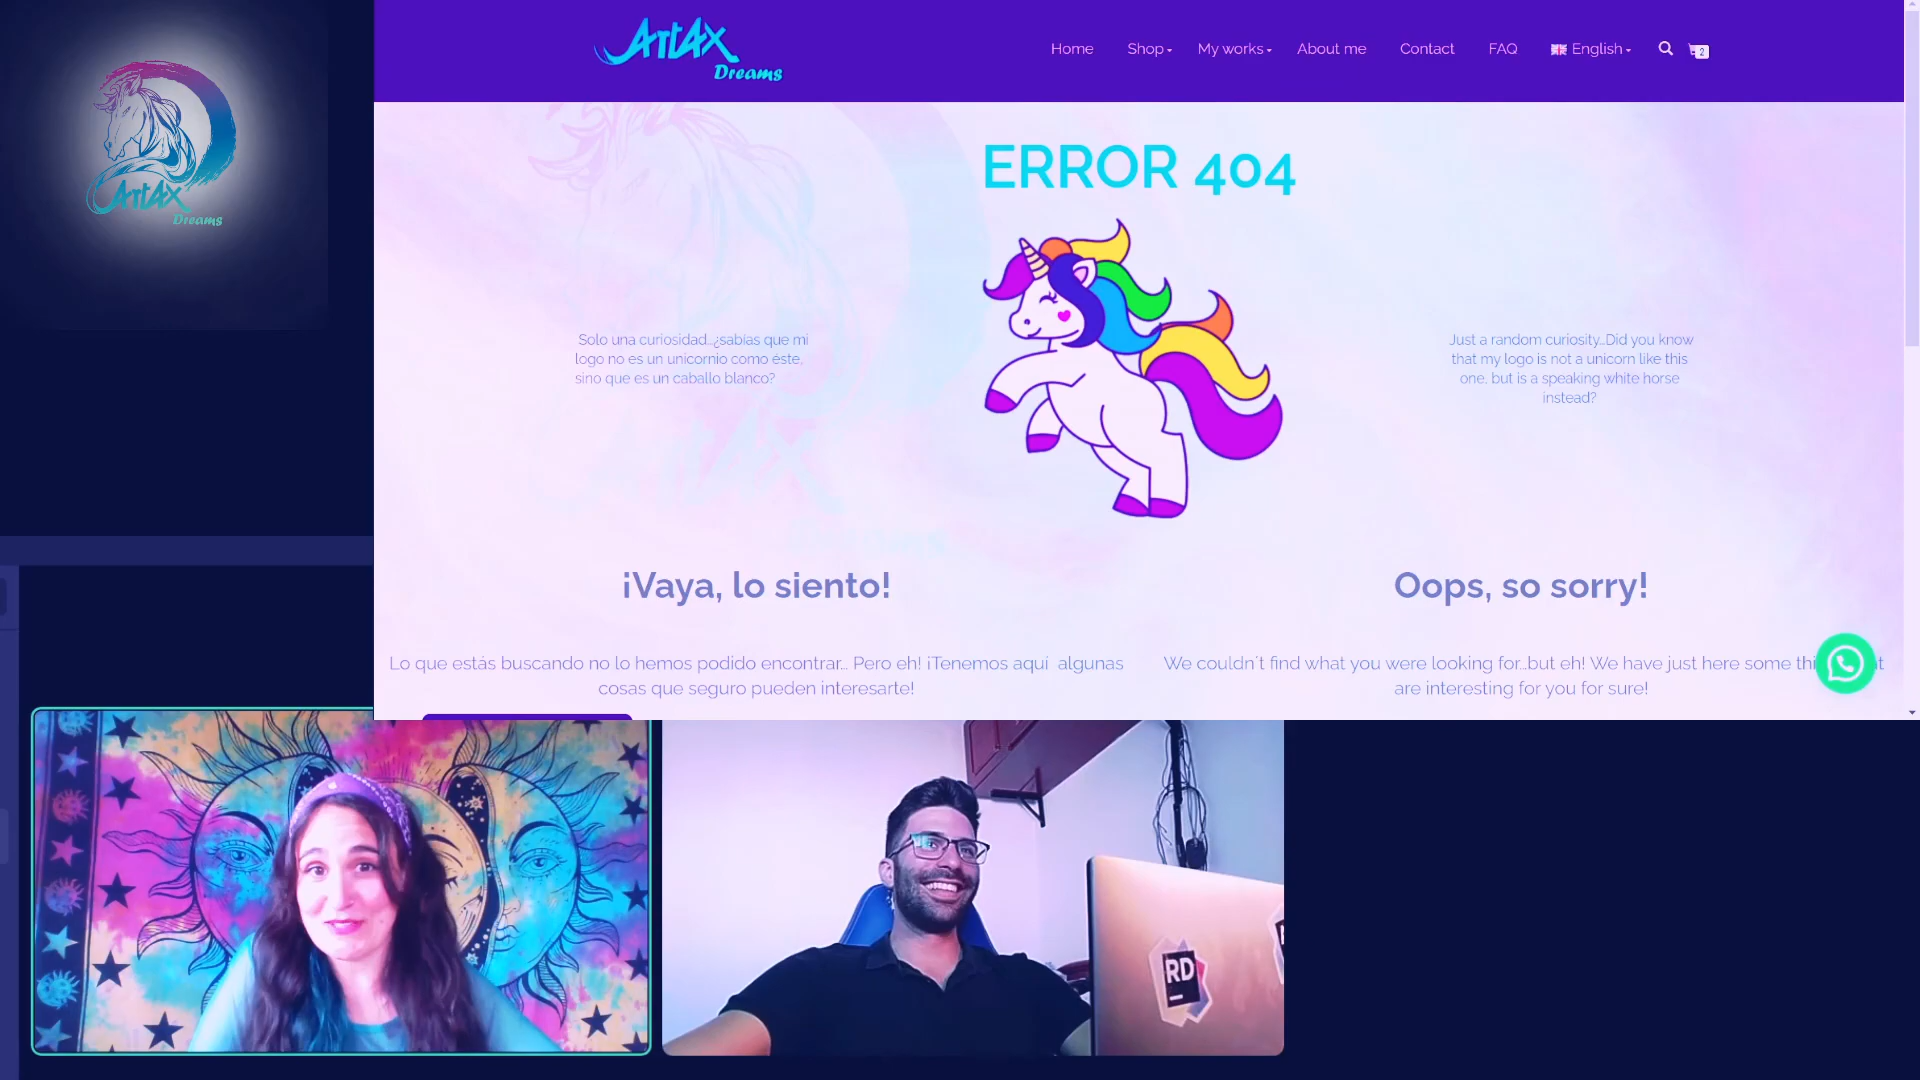 ArtAx
Dreams
ArtAx
Dreams
Home
Shop
My works
About me
Contact
FAQ
English
2
ERROR 404
Solo una curiosidad...¿sabías que mi
logo no es un unicornio como éste,
sino que es un caballo blanco?
Just a random curiosity...Did you know
that my logo is not a unicorn like this
one, but is a speaking white horse
instead?
¡Vaya, lo siento!
Lo que estás buscando no lo hemos podido encontrar... Pero eh! ¡Tenemos aquí algunas
cosas que seguro pueden interesarte!
Oops, so sorry!
We couldn´t find what you were looking for...but eh! We have just here some
are interesting for you for sure!
RD